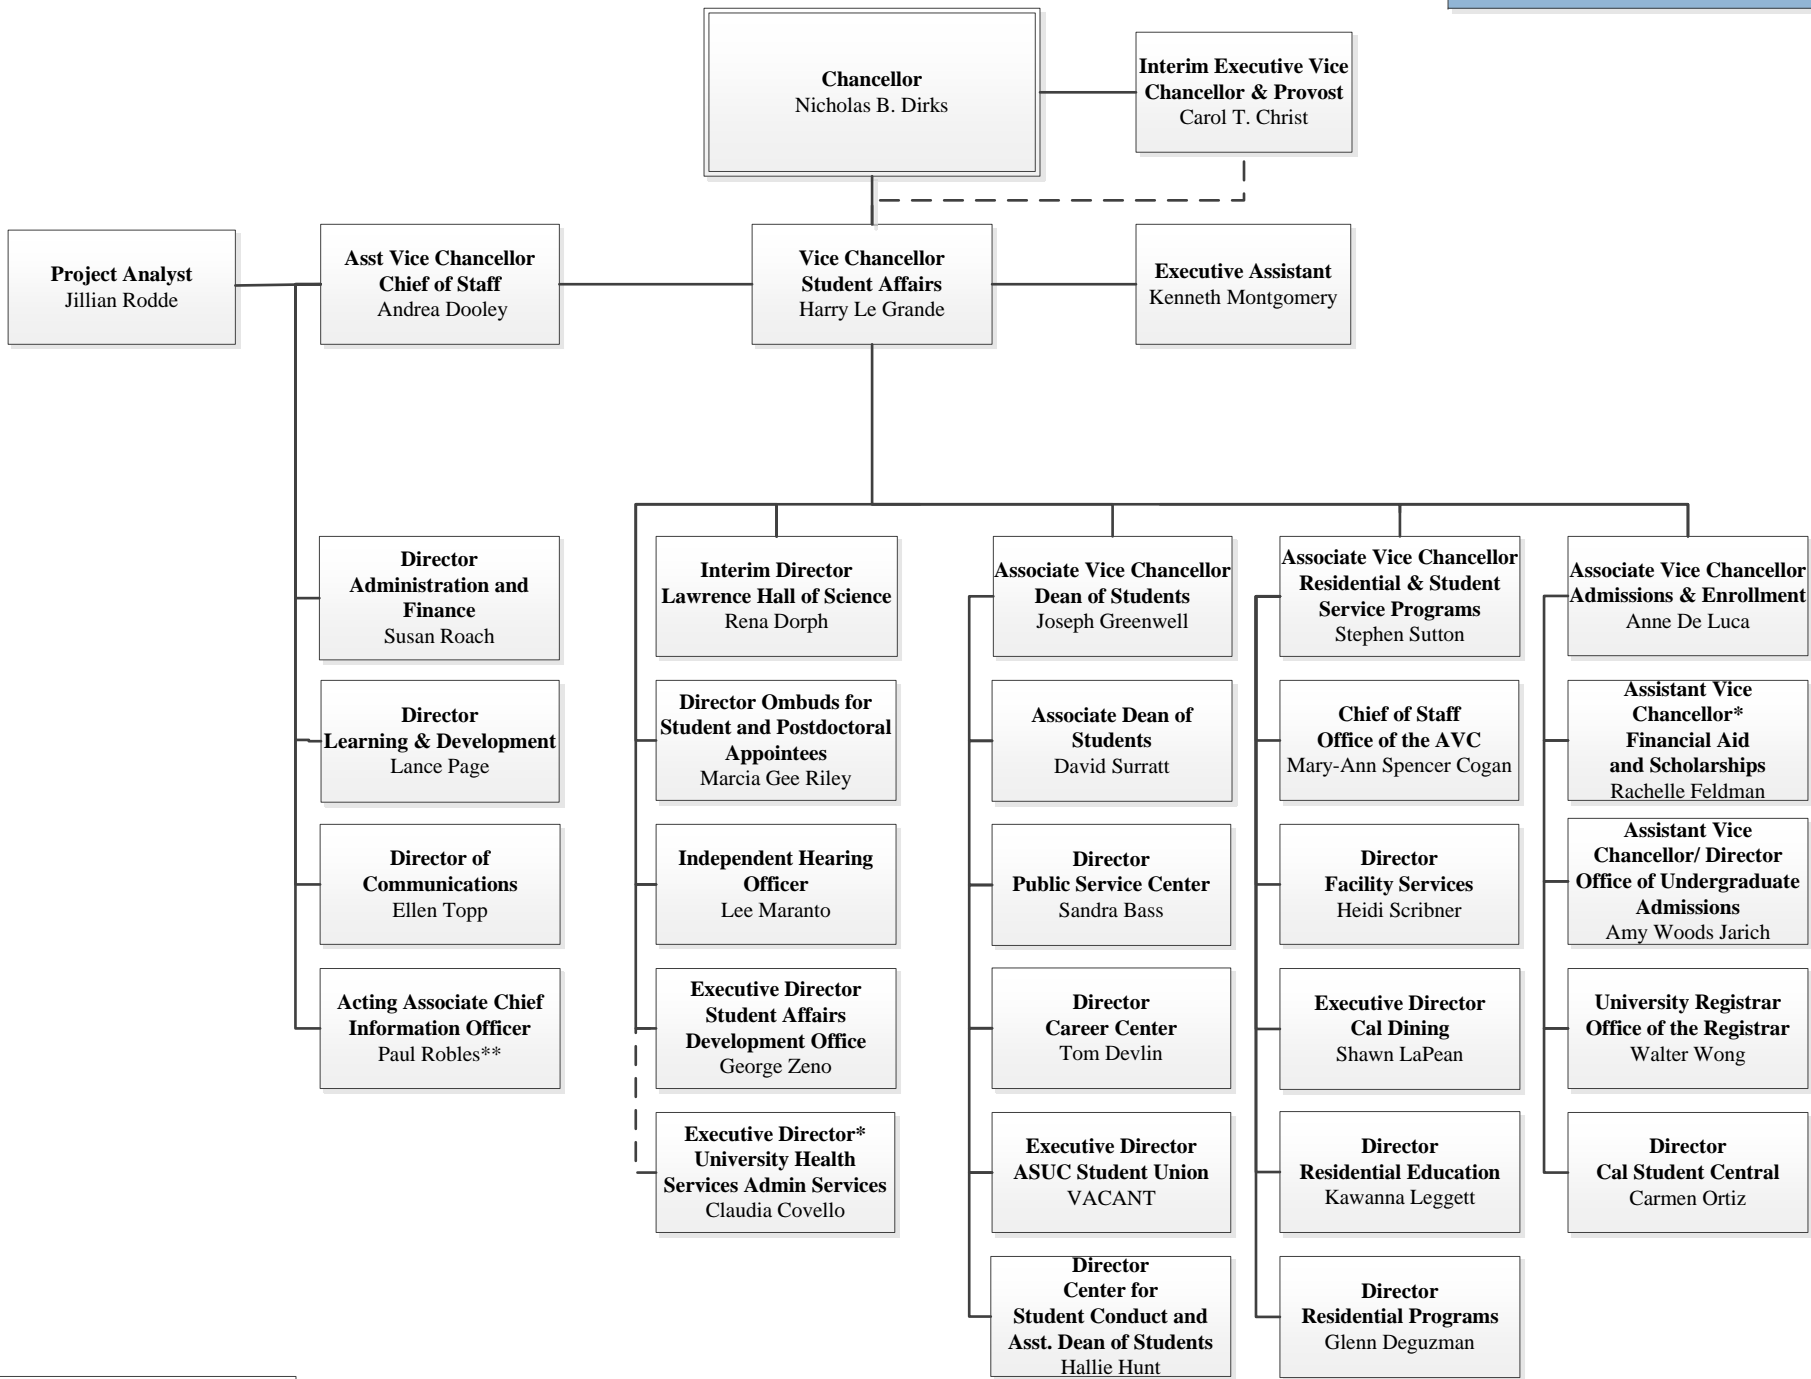 Chancellor
Nicholas B. Dirks
Interim Executive Vice
Chancellor & Provost
Carol T. Christ
Project Analyst
Jillian Rodde
Asst Vice Chancellor
Chief of Staff
Andrea Dooley
Vice Chancellor
Student Affairs
Harry Le Grande
Executive Assistant
Kenneth Montgomery
Director
Administration and
Finance
Susan Roach
Director
Learning & Development
Lance Page
Director of
Communications
Ellen Topp
Acting Associate Chief
Information Officer
Paul Robles**
Interim Director
Lawrence Hall of Science
Rena Dorph
Director Ombuds for
Student and Postdoctoral
Appointees
Marcia Gee Riley
Independent Hearing
Officer
Lee Maranto
Executive Director
Student Affairs
Development Office
George Zeno
Executive Director*
University Health
Services Admin Services
Claudia Covello
Associate Vice Chancellor
Dean of Students
Joseph Greenwell
Associate Dean of
Students
David Surratt
Director
Public Service Center
Sandra Bass
Director
Career Center
Tom Devlin
Executive Director
ASUC Student Union
VACANT
Director
Center for
Student Conduct and
Asst. Dean of Students
Hallie Hunt
Associate Vice Chancellor
Residential & Student
Service Programs
Stephen Sutton
Chief of Staff
Office of the AVC
Mary-Ann Spencer Cogan
Director
Facility Services
Heidi Scribner
Executive Director
Cal Dining
Shawn LaPean
Director
Residential Education
Kawanna Leggett
Director
Residential Programs
Glenn Deguzman
Associate Vice Chancellor
Admissions & Enrollment
Anne De Luca
Assistant Vice
Chancellor*
Financial Aid
and Scholarships
Rachelle Feldman
Assistant Vice
Chancellor/ Director
Office of Undergraduate
Admissions
Amy Woods Jarich
University Registrar
Office of the Registrar
Walter Wong
Director
Cal Student Central
Carmen Ortiz